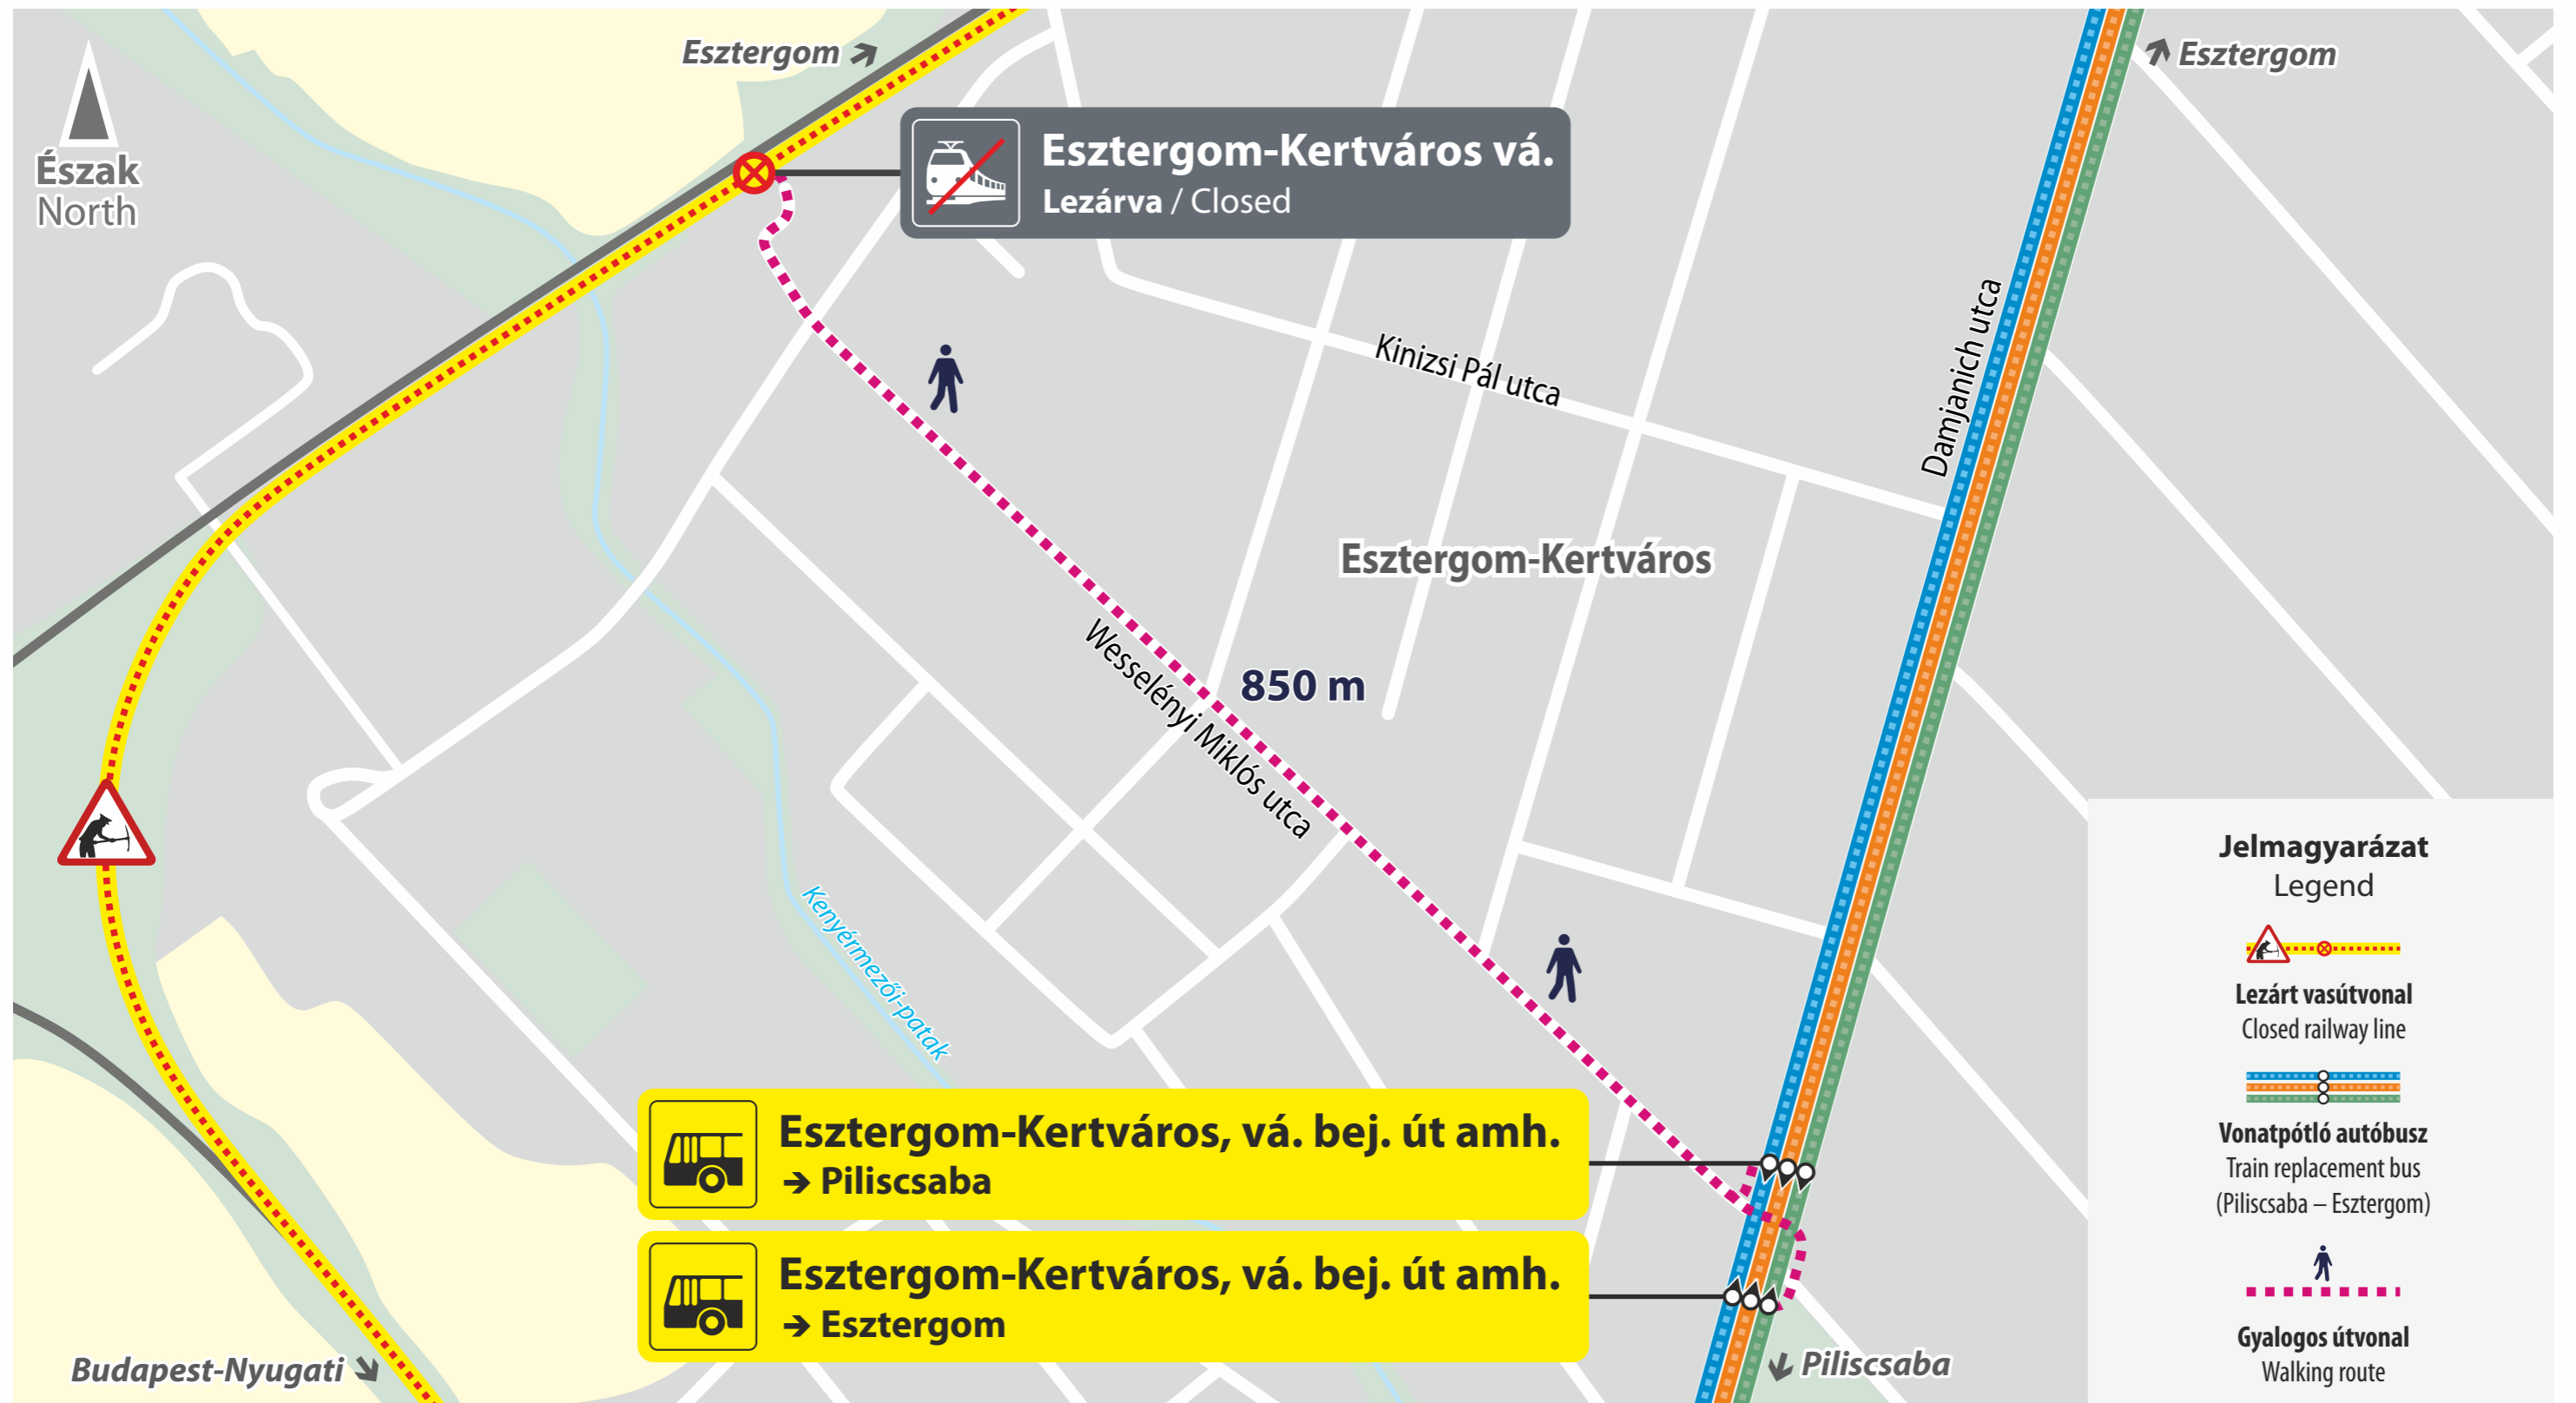 Esztergom
Esztergom
Észak
North
Esztergom-Kertváros vá.
Lezárva / Closed
Damjanich utca
Kinizsi Pál utca
Esztergom-Kertváros
Wesselényi Miklós utca
850 m
Kenyérmezői-patak
Esztergom-Kertváros, vá. bej. út amh.
→ Piliscsaba
Esztergom-Kertváros, vá. bej. út amh.
→ Esztergom
Budapest-Nyugati
Piliscsaba
Jelmagyarázat
Legend
Lezárt vasútvonal
Closed railway line
Vonatpótló autóbusz
Train replacement bus
(Piliscsaba – Esztergom)
Gyalogos útvonal
Walking route